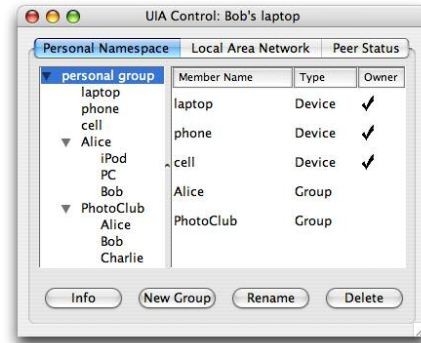 UIA Control: Bob's laptop
Personal Namespace Local Area Network Peer Status
personal group
laptop
phone
cell
Alice
iPod
PC
Bob
PhotoClub
Alice
Bob
Charlie
Member Name Type Owner
laptop Device ✓
phone Device ✓
cell Device ✓
Alice Group
PhotoClub Group
Info New Group Rename Delete